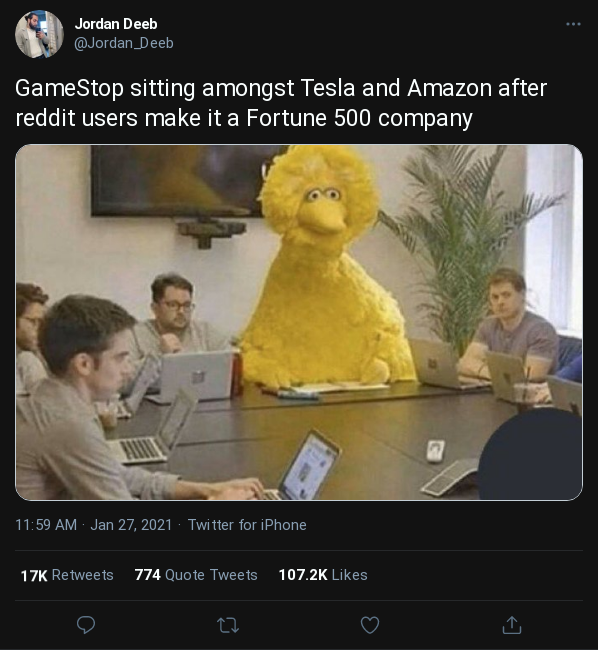 Jordan Deeb
@Jordan_Deeb
GameStop sitting amongst Tesla and Amazon after
reddit users make it a Fortune 500 company
11:59 AM · Jan 27, 2021 · Twitter for iPhone
17K Retweets 774 Quote Tweets 107.2K Likes